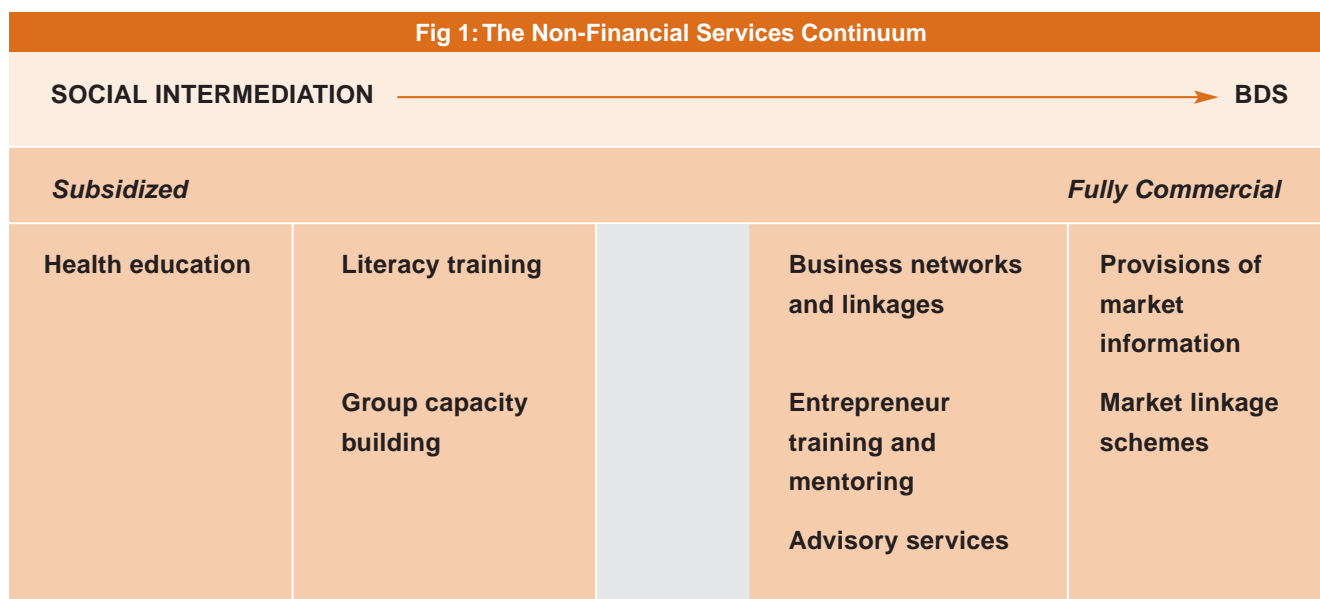 Fig 1: The Non-Financial Services Continuum
SOCIAL INTERMEDIATION
BDS
Subsidized
Fully Commercial
Health education
Literacy training
Group capacity
building
Business networks
and linkages
Entrepreneur
training and
mentoring
Advisory services
Provisions of
market
information
Market linkage
schemes